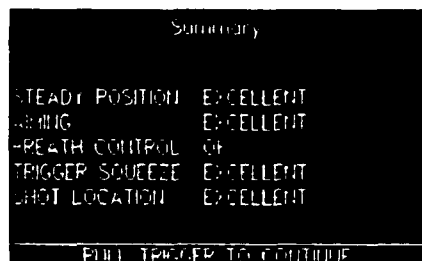 Summary
STEADY POSITION EXCELLENT
AIMING EXCELLENT
BREATH CONTROL OK
TRIGGER SQUEEZE EXCELLENT
SHOT LOCATION EXCELLENT
PULL TRIGGER TO CONTINUE